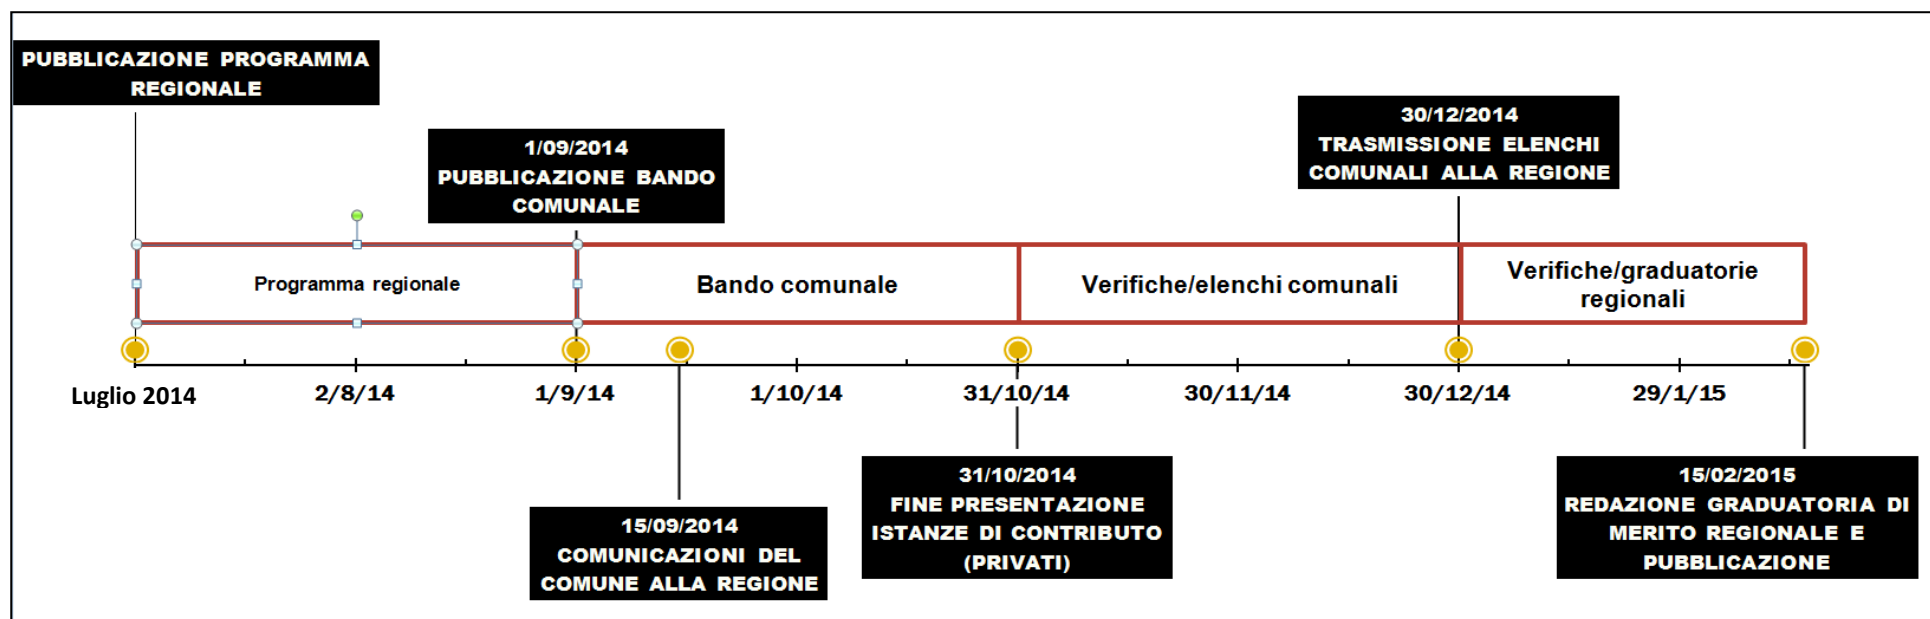 PUBBLICAZIONE PROGRAMMA
REGIONALE
1/09/2014
PUBBLICAZIONE BANDO
COMUNALE
30/12/2014
TRASMISSIONE ELENCHI
COMUNALI ALLA REGIONE
Programma regionale
Bando comunale
Verifiche/elenchi comunali
Verifiche/graduatorie
regionali
Luglio 2014
2/8/14
1/9/14
1/10/14
31/10/14
30/11/14
30/12/14
29/1/15
15/09/2014
COMUNICAZIONI DEL
COMUNE ALLA REGIONE
31/10/2014
FINE PRESENTAZIONE
ISTANZE DI CONTRIBUTO
(PRIVATI)
15/02/2015
REDAZIONE GRADUATORIA DI
MERITO REGIONALE E
PUBBLICAZIONE